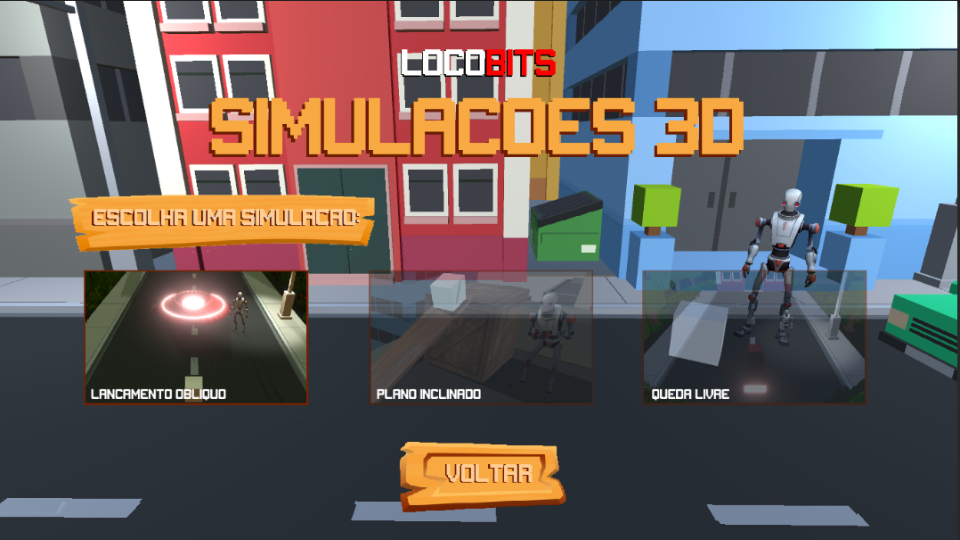 LOCOBITS
SIMULACOES 3D
ESCOLHA UMA SIMULACAO:
LANCAMENTO OBLIQUO
PLANO INCLINADO
QUEDA LIVRE
VOLTAR